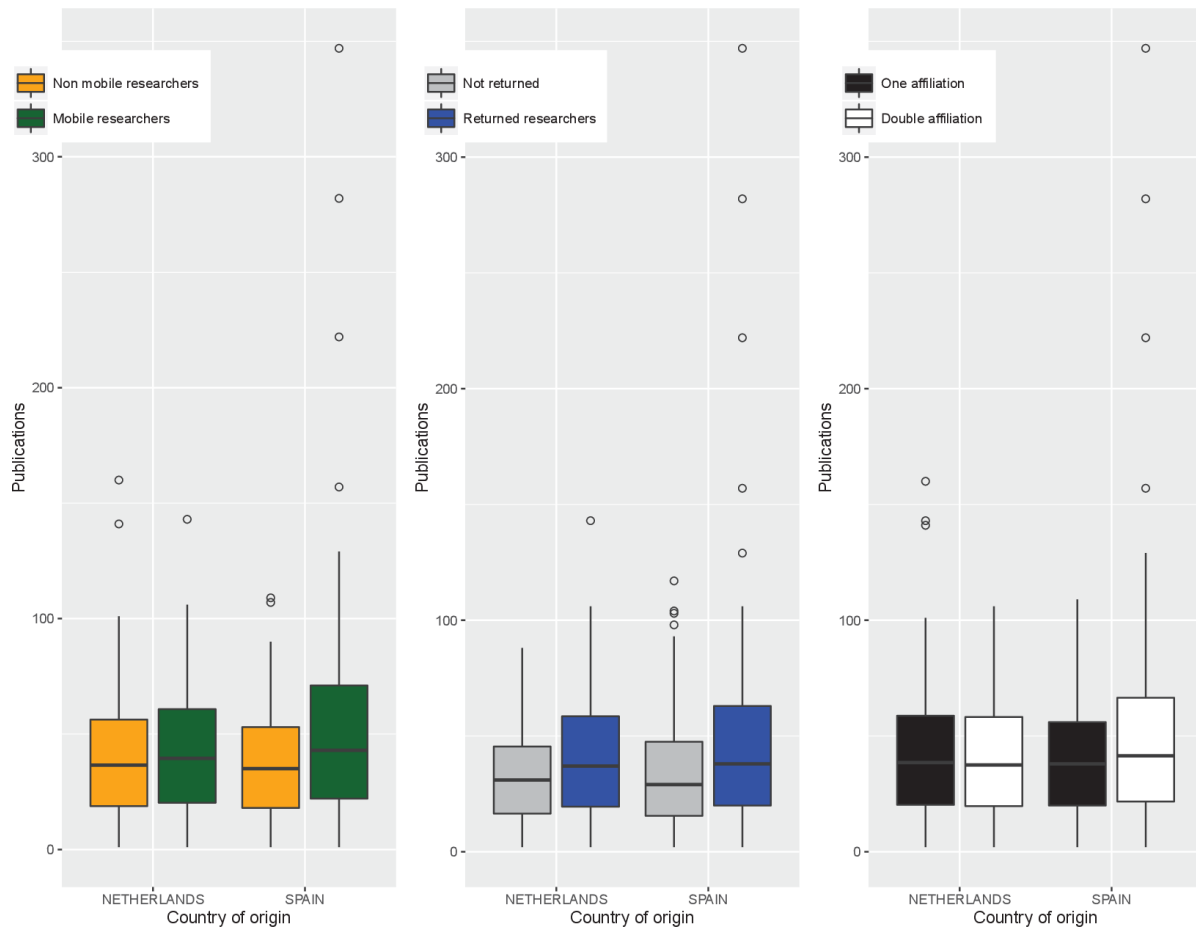 Non mobile researchers
Mobile researchers
300
200
100
0
Publications
NETHERLANDS SPAIN
Country of origin
Not returned
Returned researchers
300
200
100
0
Publications
NETHERLANDS SPAIN
Country of origin
One affiliation
Double affiliation
300
200
100
0
Publications
NETHERLANDS SPAIN
Country of origin